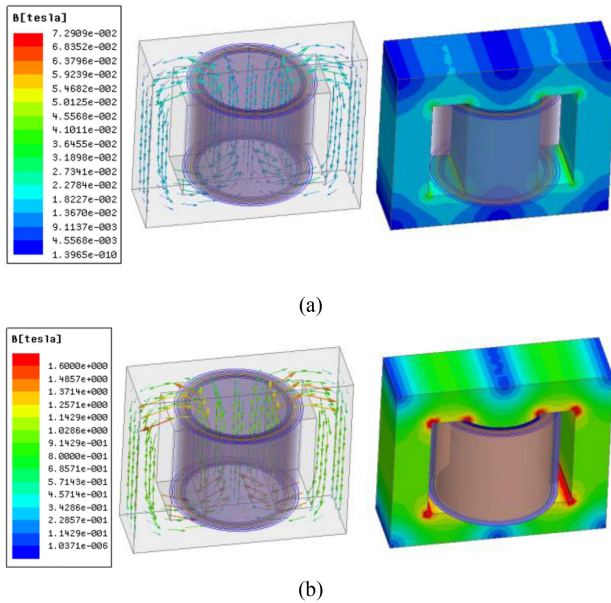 B[tesla]
7.2909e-002
6.8352e-002
6.3796e-002
5.9239e-002
5.4682e-002
5.0125e-002
4.5568e-002
4.1011e-002
3.6455e-002
3.1898e-002
2.7341e-002
2.2784e-002
1.8227e-002
1.3670e-002
9.1137e-003
4.5568e-003
1.3965e-010
(a)
B[tesla]
1.6000e+000
1.4857e+000
1.3714e+000
1.2571e+000
1.1429e+000
1.0286e+000
9.1429e-001
8.0000e-001
6.8571e-001
5.7143e-001
4.5714e-001
3.4286e-001
2.2857e-001
1.1429e-001
1.0371e-006
(b)